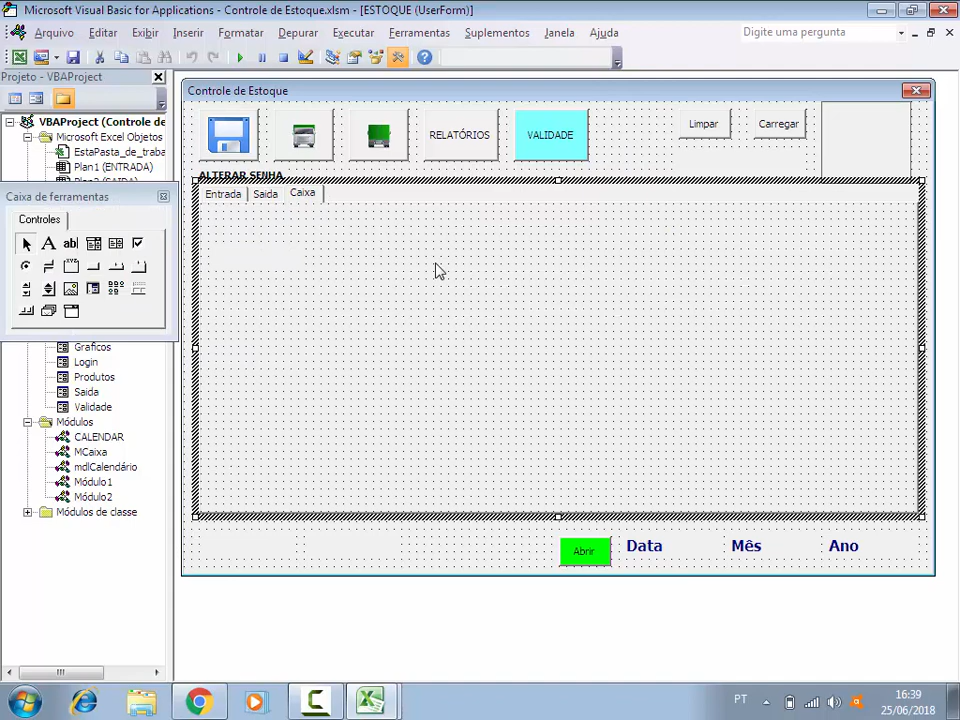 Microsoft Visual Basic for Applications - Controle de Estoque.xlsm - [ESTOQUE (UserForm)]
Arquivo Editar Exibir Inserir Formatar Depurar Executar Ferramentas Suplementos Janela Ajuda
Digite uma pergunta
Projeto - VBAProject
VBAProject (Controle de
Microsoft Excel Objetos
EstaPasta_de_traba
Plan1 (ENTRADA)
Caixa de ferramentas
Controles
A
ab|
Graficos
Login
Produtos
Saida
Validade
Módulos
CALENDAR
MCaixa
mdlCalendário
Módulo1
Módulo2
Módulos de classe
Controle de Estoque
RELATÓRIOS
VALIDADE
Limpar
Carregar
ALTERAR SENHA
Entrada
Saida
Caixa
Abrir
Data
Mês
Ano
PT
16:39
25/06/2018